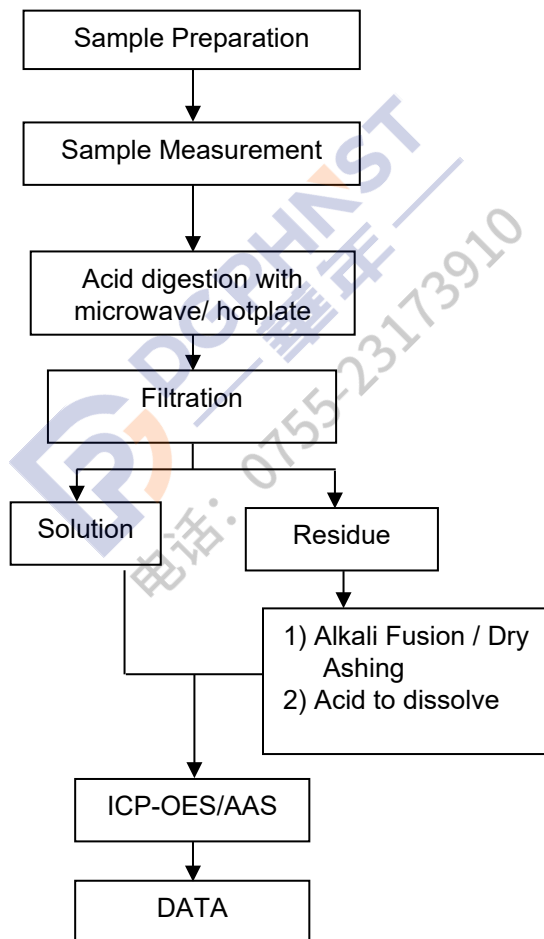 Sample Preparation
Sample Measurement
Acid digestion with
microwave/ hotplate
Filtration
Solution
Residue
1) Alkali Fusion / Dry
Ashing
2) Acid to dissolve
ICP-OES/AAS
DATA
DGPHNST
电话：0755-23173910